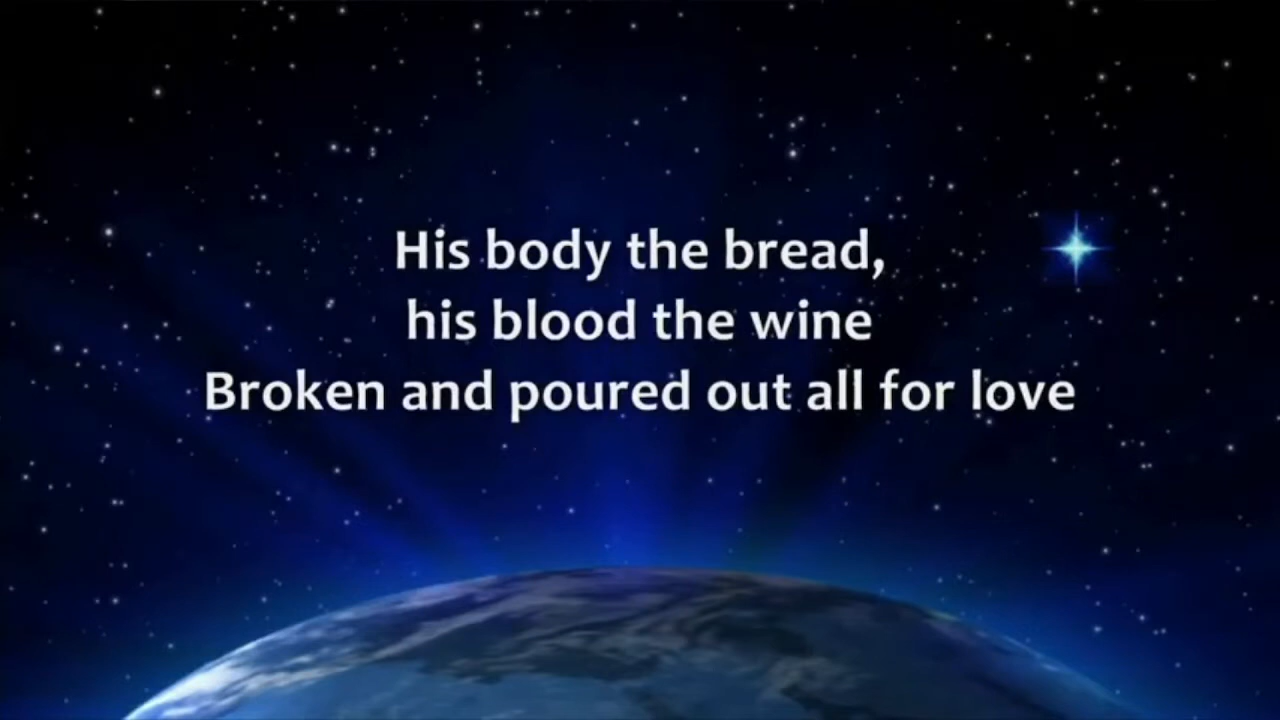 His body the bread,
his blood the wine
Broken and poured out all for love